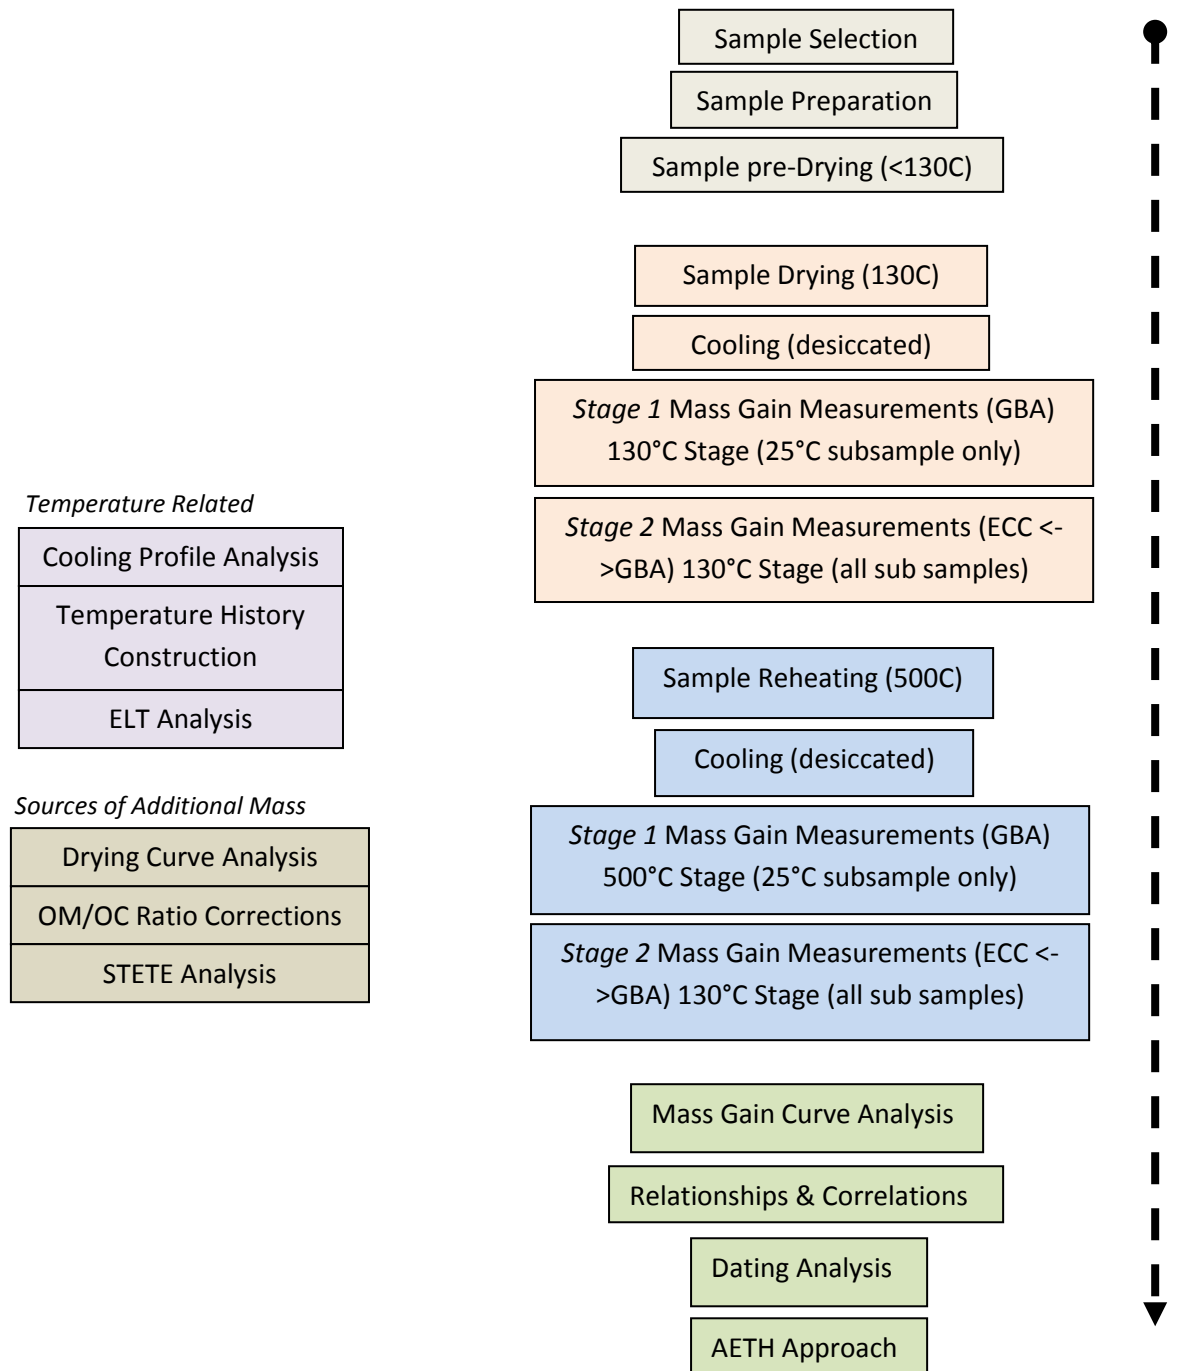 Sample Selection
Sample Preparation
Sample pre-Drying (<130C)
Sample Drying (130C)
Cooling (desiccated)
Stage 1 Mass Gain Measurements (GBA)
130°C Stage (25°C subsample only)
Stage 2 Mass Gain Measurements (ECC <-
>GBA) 130°C Stage (all sub samples)
Temperature Related
Cooling Profile Analysis
Temperature History
Construction
ELT Analysis
Sources of Additional Mass
Drying Curve Analysis
OM/OC Ratio Corrections
STETE Analysis
Sample Reheating (500C)
Cooling (desiccated)
Stage 1 Mass Gain Measurements (GBA)
500°C Stage (25°C subsample only)
Stage 2 Mass Gain Measurements (ECC <-
>GBA) 130°C Stage (all sub samples)
Mass Gain Curve Analysis
Relationships & Correlations
Dating Analysis
AETH Approach